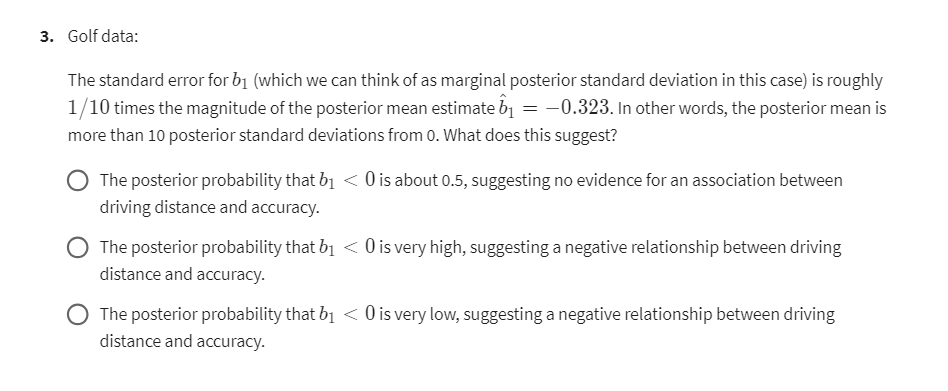 3. Golf data:
The standard error for b₁ (which we can think of as marginal posterior standard deviation in this case) is roughly
1/10 times the magnitude of the posterior mean estimate b̂₁ = −0.323. In other words, the posterior mean is
more than 10 posterior standard deviations from 0. What does this suggest?
The posterior probability that b₁ < 0 is about 0.5, suggesting no evidence for an association between
driving distance and accuracy.
The posterior probability that b₁ < 0 is very high, suggesting a negative relationship between driving
distance and accuracy.
The posterior probability that b₁ < 0 is very low, suggesting a negative relationship between driving
distance and accuracy.